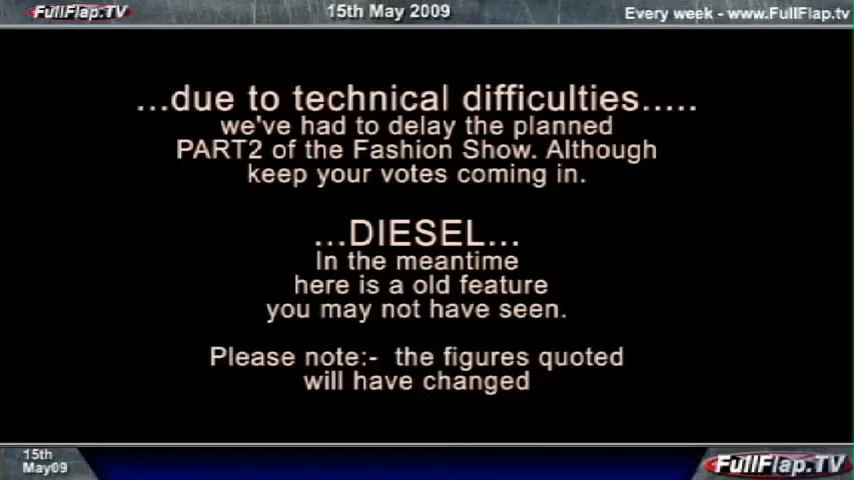 FullFlap.TV
15th May 2009
Every week - www.FullFlap.tv
...due to technical difficulties.....
we've had to delay the planned
PART2 of the Fashion Show. Although
keep your votes coming in.
...DIESEL...
In the meantime
here is a old feature
you may not have seen.
Please note:- the figures quoted
will have changed
15th
May09
FullFlap.TV